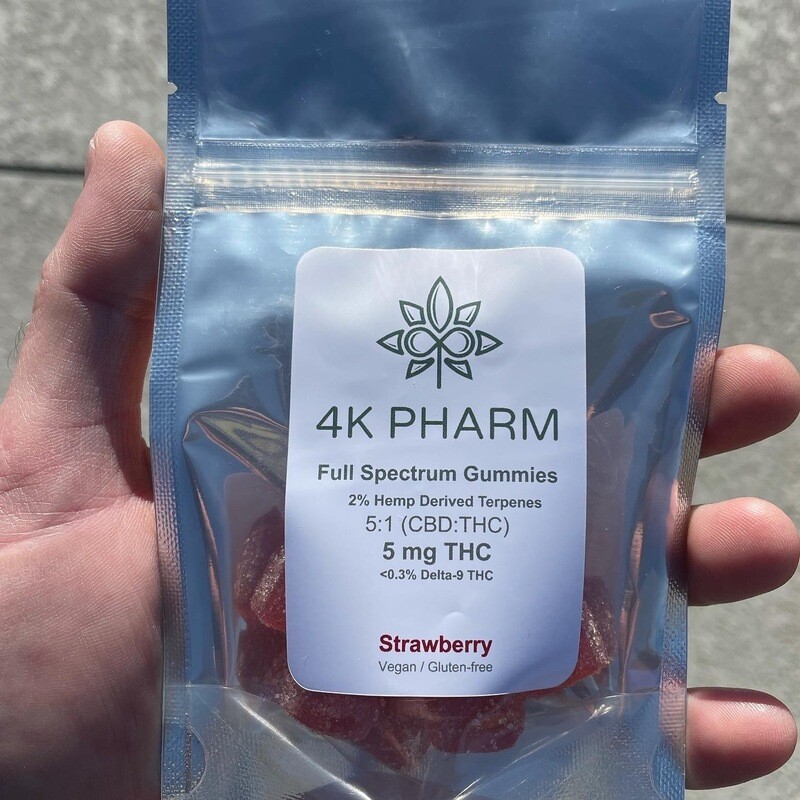 4K PHARM
Full Spectrum Gummies
2% Hemp Derived Terpenes
5:1 (CBD:THC)
5 mg THC
<0.3% Delta-9 THC
Strawberry
Vegan / Gluten-free